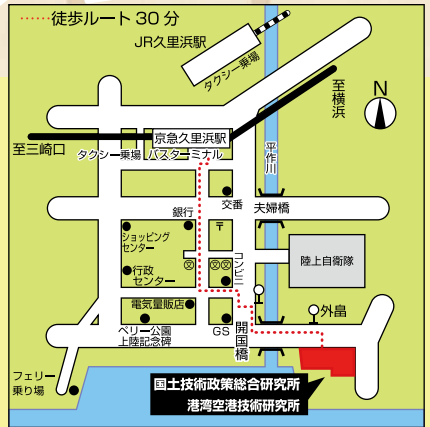 徒歩ルート 30 分
JR久里浜駅
タクシー乗場
至横浜
N
京急久里浜駅
至三崎口
タクシー乗場 バスターミナル
平作川
交番
夫婦橋
銀行
〒
ショッピング
センター
コンビニ
陸上自衛隊
行政
センター
文
文文
電気量販店
外畠
ペリー公園
上陸記念碑
GS
開国橋
フェリー
乗り場
国土技術政策総合研究所
港湾空港技術研究所